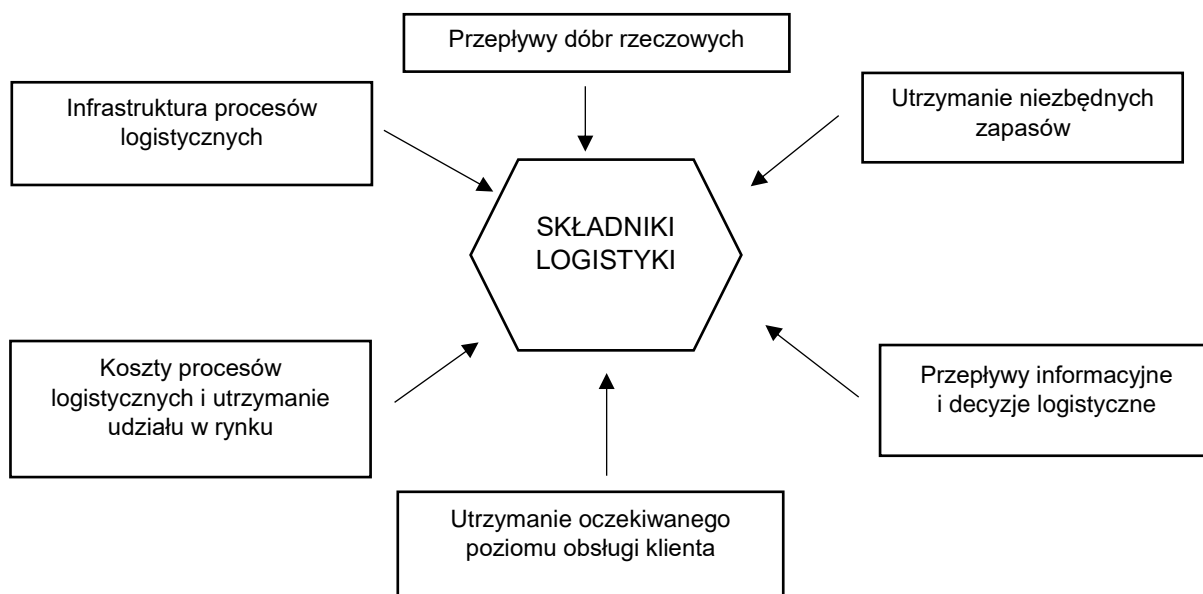 Przepływy dóbr rzeczowych
Infrastruktura procesów
logistycznych
Utrzymanie niezbędnych
zapasów
SKŁADNIKI
LOGISTYKI
Koszty procesów
logistycznych i utrzymanie
udziału w rynku
Przepływy informacyjne
i decyzje logistyczne
Utrzymanie oczekiwanego
poziomu obsługi klienta